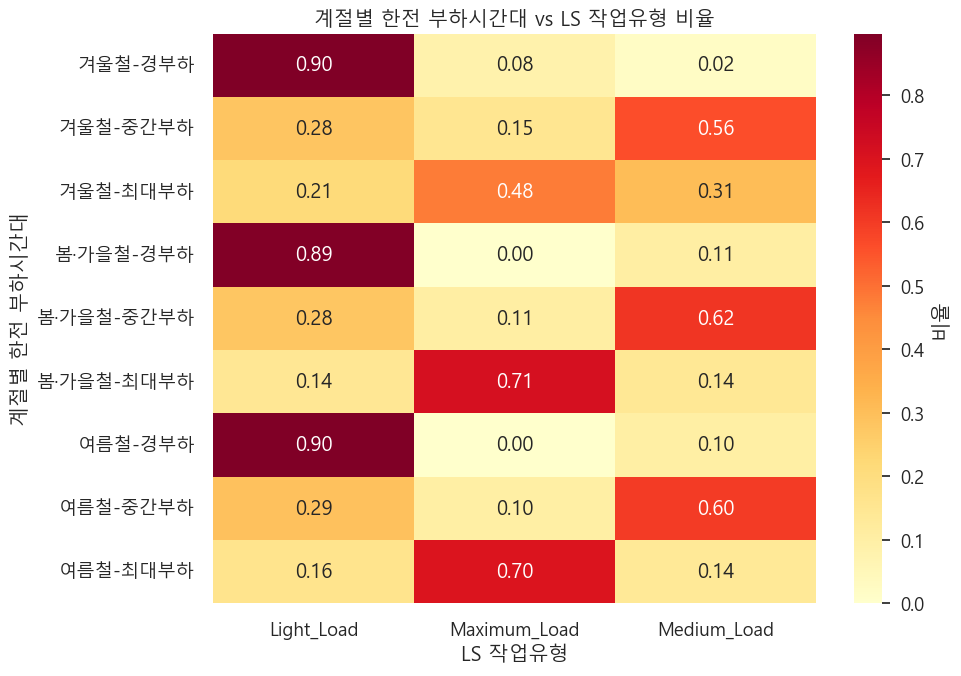 계절별 한전 부하시간대 vs LS 작업유형 비율
계절별 한전 부하시간대
겨울철-경부하 0.90 0.08 0.02
겨울철-중간부하 0.28 0.15 0.56
겨울철-최대부하 0.21 0.48 0.31
봄·가을철-경부하 0.89 0.00 0.11
봄·가을철-중간부하 0.28 0.11 0.62
봄·가을철-최대부하 0.14 0.71 0.14
여름철-경부하 0.90 0.00 0.10
여름철-중간부하 0.29 0.10 0.60
여름철-최대부하 0.16 0.70 0.14
Light_Load Maximum_Load Medium_Load
LS 작업유형
0.8
0.7
0.6
0.5
0.4
0.3
0.2
0.1
0.0
비율